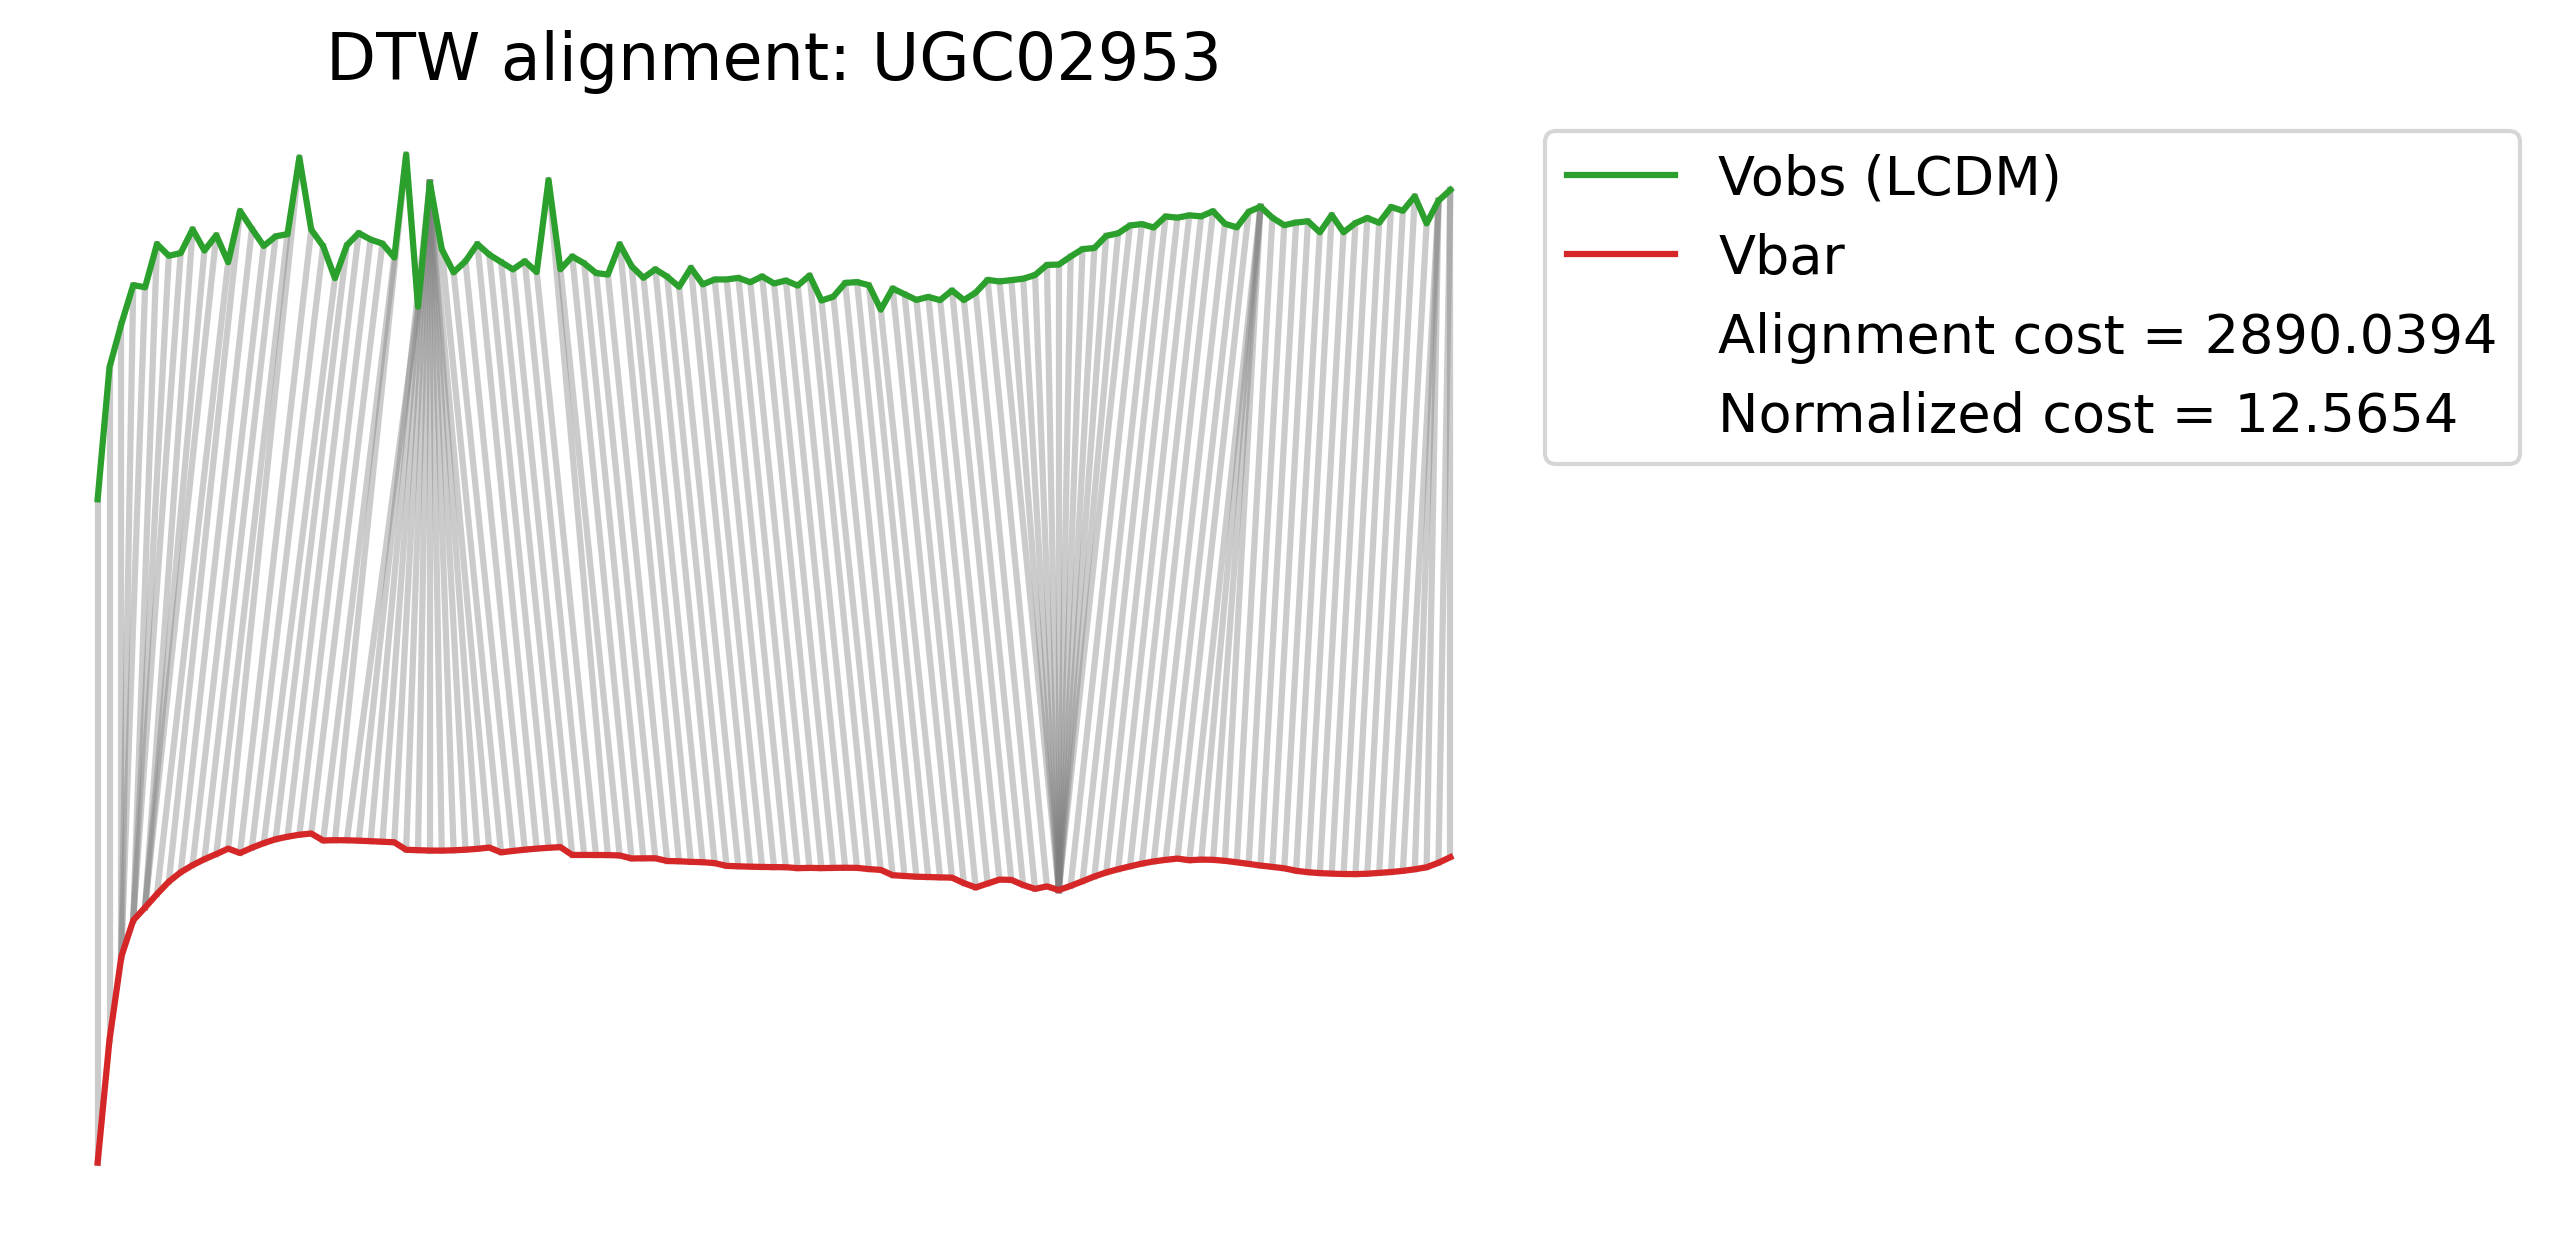 DTW alignment: UGC02953
Vobs (LCDM)
Vbar
Alignment cost = 2890.0394
Normalized cost = 12.5654